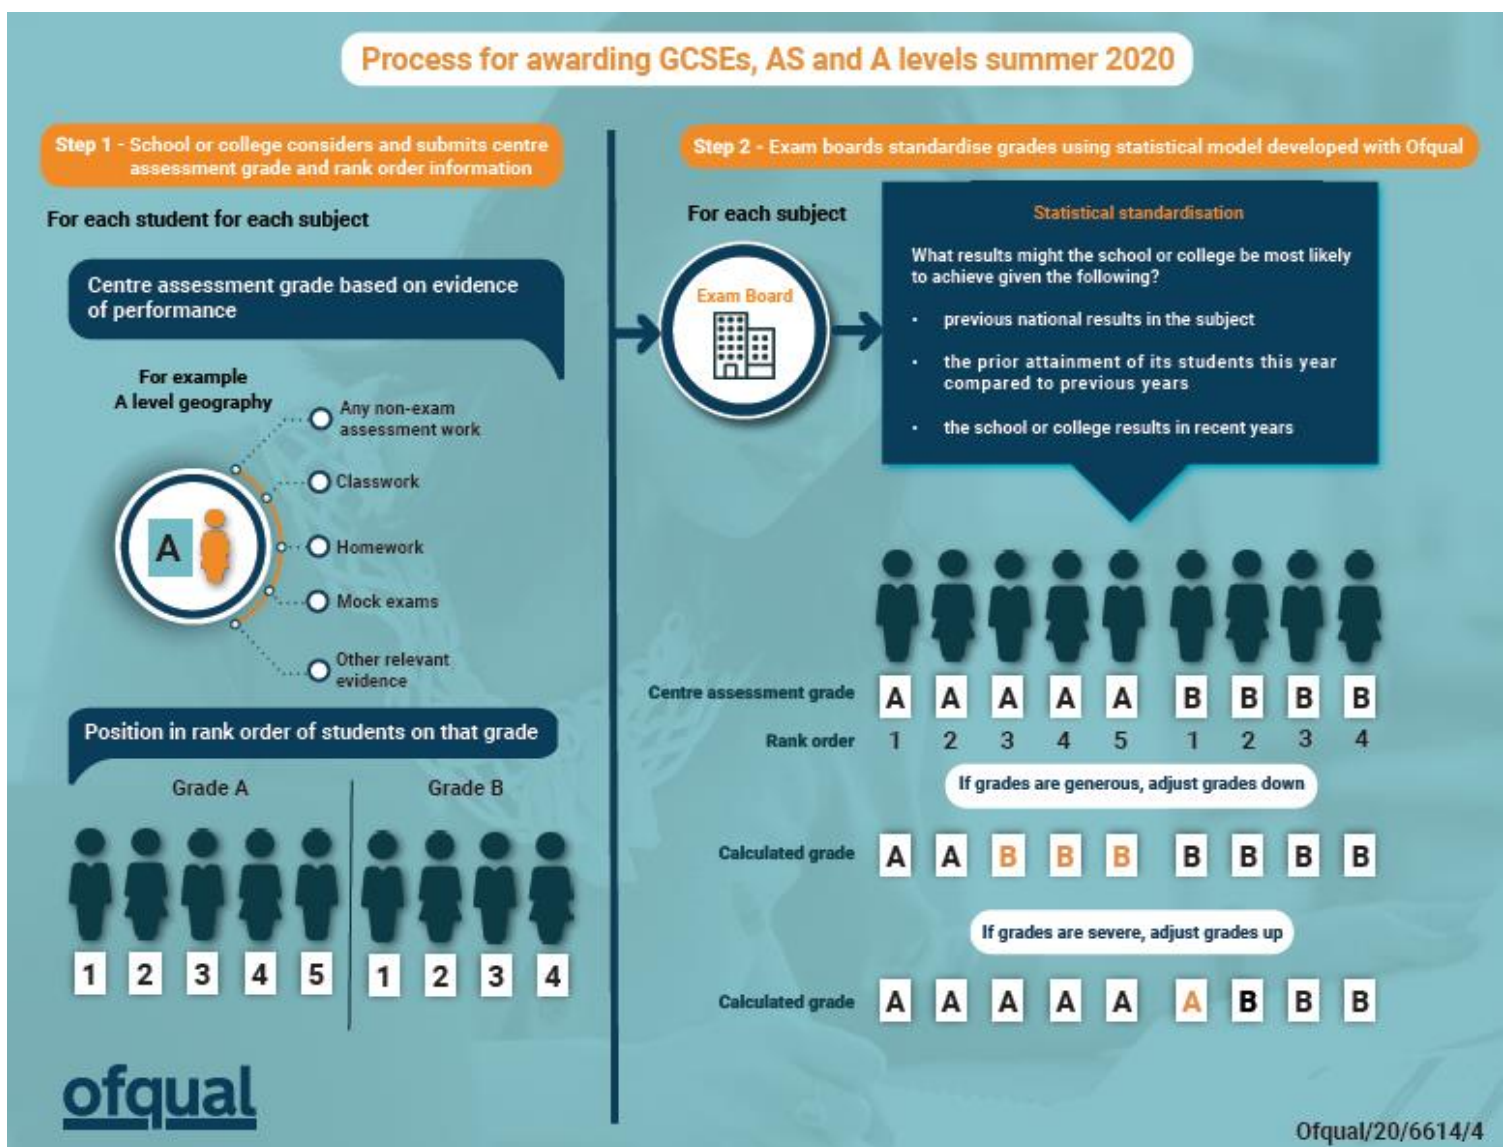 Process for awarding GCSEs, AS and A levels summer 2020
Step 1 - School or college considers and submits centre
assessment grade and rank order information
For each student for each subject
Centre assessment grade based on evidence
of performance
For example
A level geography
A
Any non-exam
assessment work
Classwork
Homework
Mock exams
Other relevant
evidence
Position in rank order of students on that grade
Grade A
Grade B
1 2 3 4 5 1 2 3 4
ofqual
Step 2 - Exam boards standardise grades using statistical model developed with Ofqual
For each subject
Exam Board
Statistical standardisation
What results might the school or college be most likely
to achieve given the following?
• previous national results in the subject
• the prior attainment of its students this year
compared to previous years
• the school or college results in recent years
Centre assessment grade A A A A A B B B B
Rank order 1 2 3 4 5 1 2 3 4
If grades are generous, adjust grades down
Calculated grade A A B B B B B B B
If grades are severe, adjust grades up
Calculated grade A A A A A A B B B
Ofqual/20/6614/4